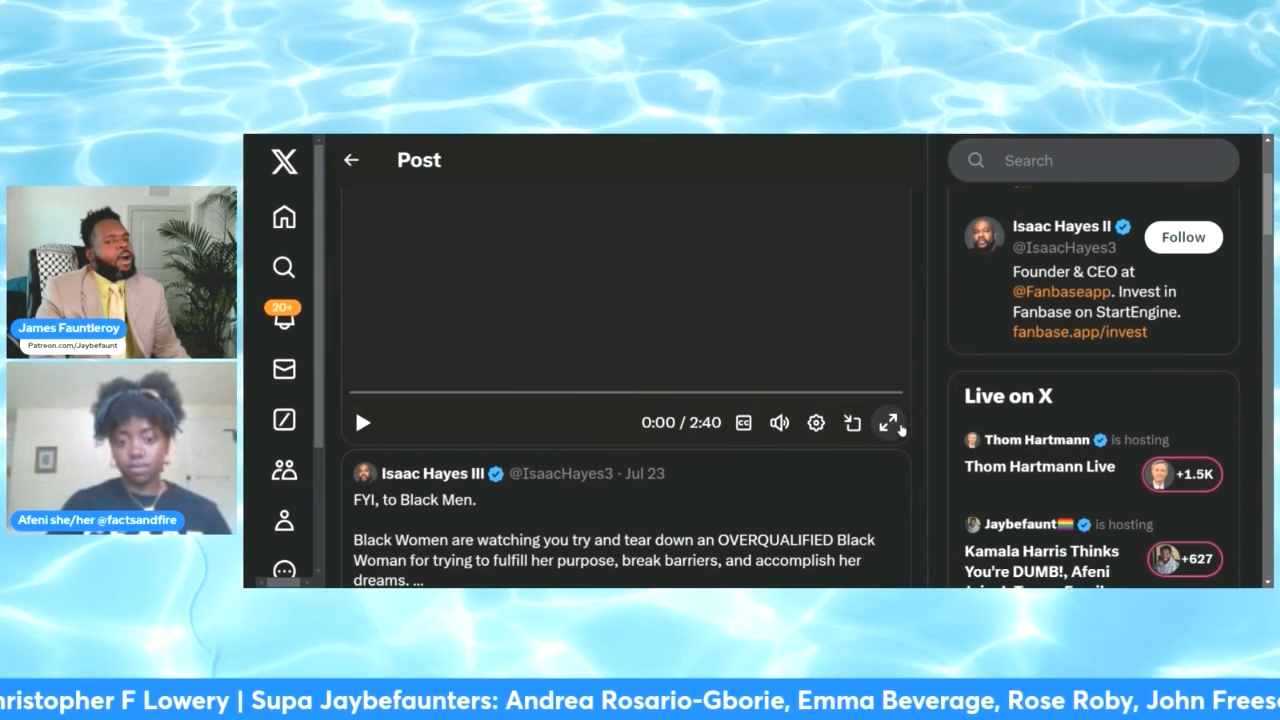 Post
Search
Isaac Hayes II
@IsaacHayes3
Follow
Founder & CEO at
@Fanbaseapp. Invest in
Fanbase on StartEngine.
fanbase.app/invest
20+
James Fauntleroy
Patreon.com/Jaybefaunt
Afeni she/her @factsandfire
0:00 / 2:40
CC
Isaac Hayes III @IsaacHayes3 · Jul 23
FYI, to Black Men.
Black Women are watching you try and tear down an OVERQUALIFIED Black
Woman for trying to fulfill her purpose, break barriers, and accomplish her
dreams. ...
Live on X
Thom Hartmann is hosting
Thom Hartmann Live
+1.5K
Jaybefaunt🏳️‍🌈 is hosting
Kamala Harris Thinks
You're DUMB!, Afeni
+627
hristopher F Lowery | Supa Jaybefaunters: Andrea Rosario-Gborie, Emma Beverage, Rose Roby, John Frees